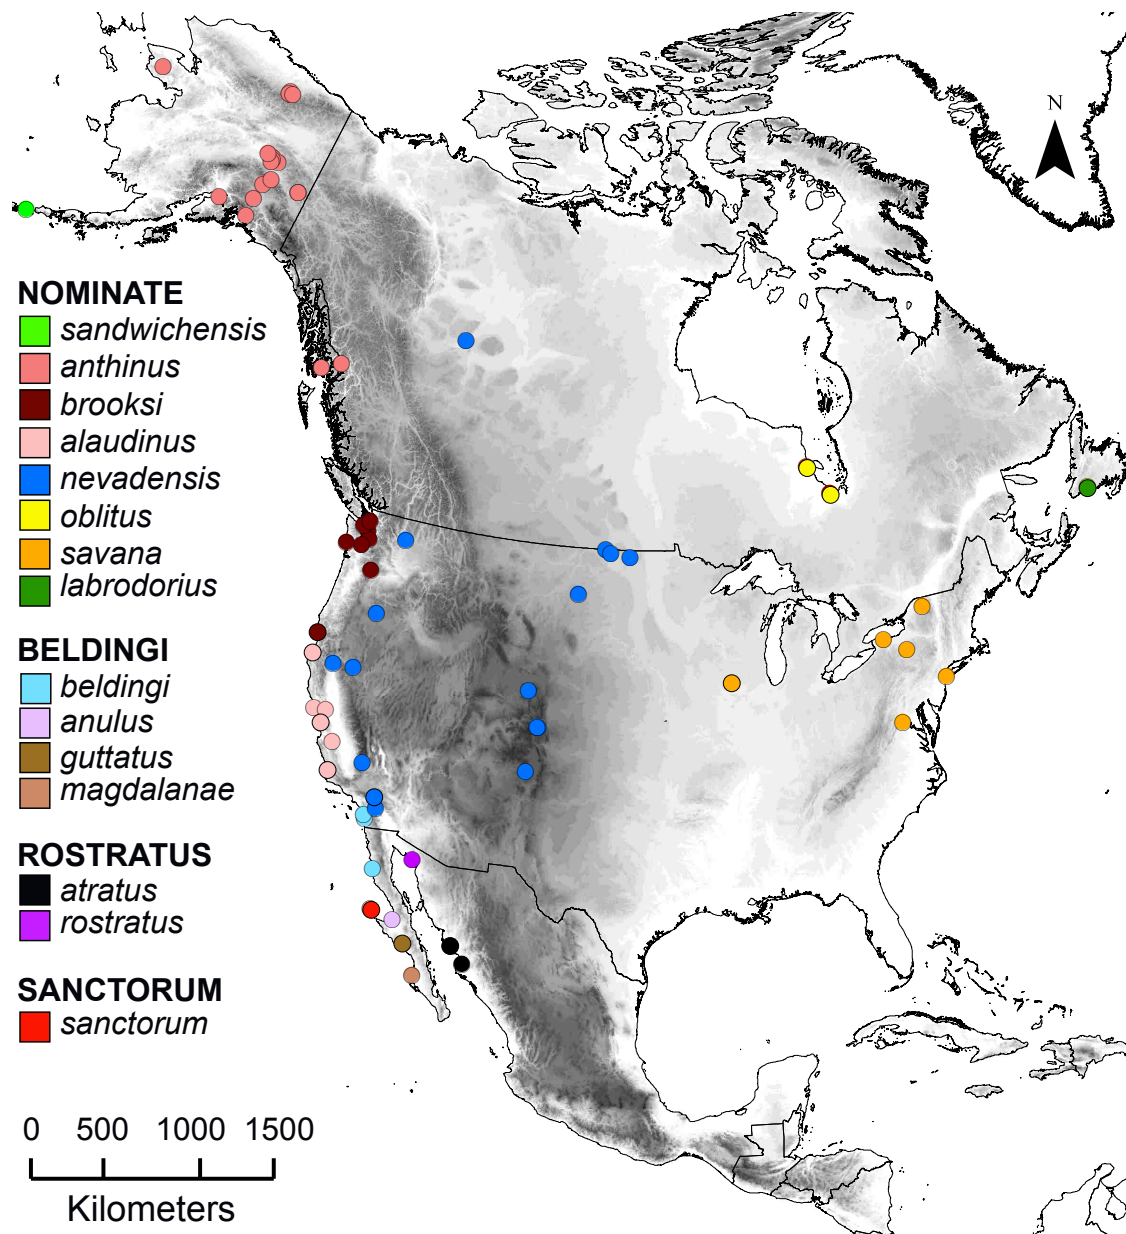 N
NOMINATE
sandwichensis
anthinus
brooksi
alaudinus
nevadensis
oblitus
savana
labrodorius
BELDINGI
beldingi
anulus
guttatus
magdalanae
ROSTRATUS
atratus
rostratus
SANCTORUM
sanctorum
0 500 1000 1500
Kilometers